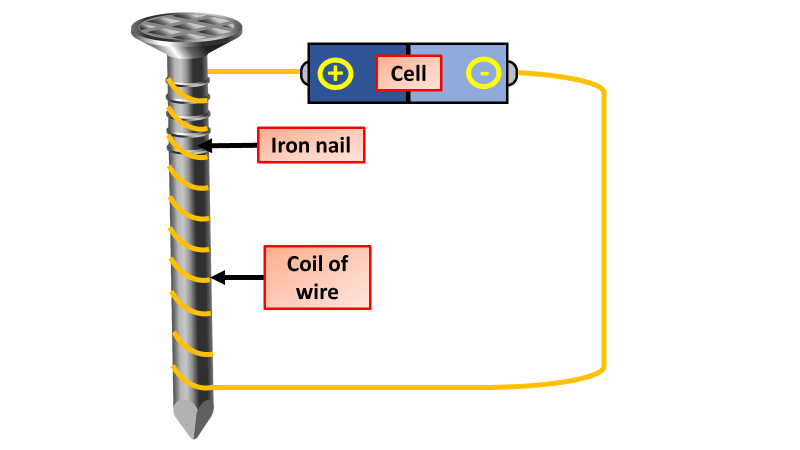 +
Cell
-
Iron nail
Coil of
wire